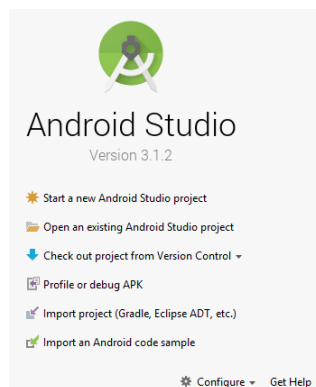 Android Studio
Version 3.1.2
Start a new Android Studio project
Open an existing Android Studio project
Check out project from Version Control
Profile or debug APK
Import project (Gradle, Eclipse ADT, etc.)
Import an Android code sample
Configure Get Help